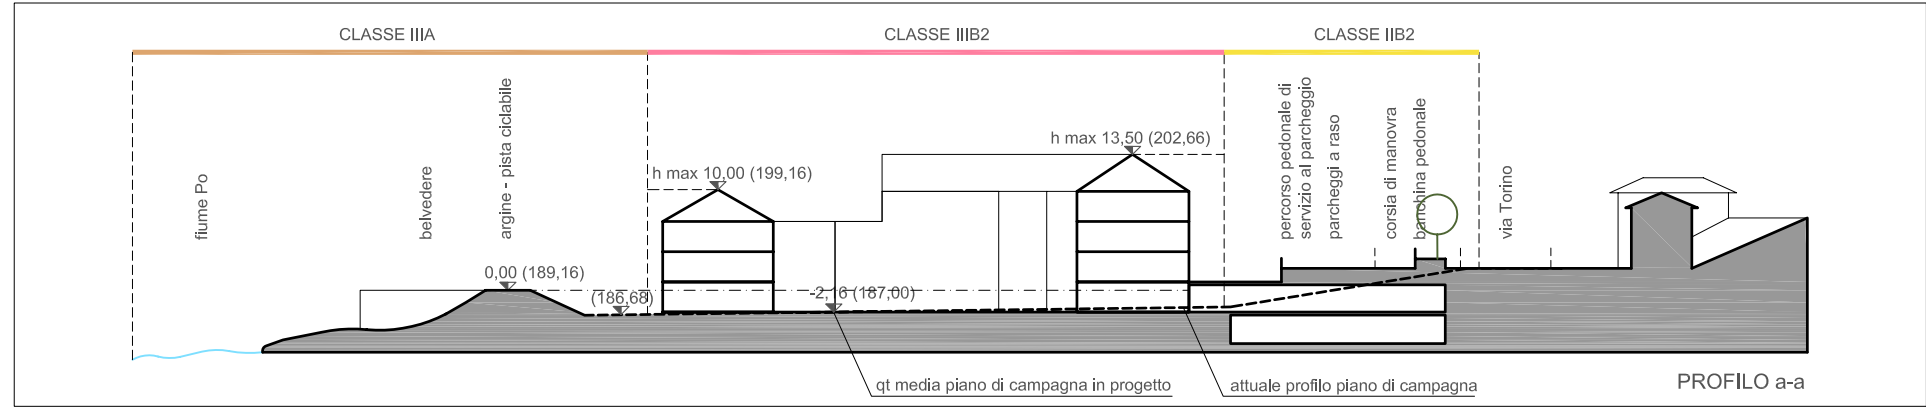 CLASSE IIIA
CLASSE IIIB2
CLASSE IIB2
fiume Po
belvedere
argine - pista ciclabile
h max 10,00 (199,16)
h max 13,50 (202,66)
percorso pedonale di
servizio al parcheggio
parcheggi a raso
corsia di manovra
banchina pedonale
via Torino
0,00 (189,16)
(186,68)
-2,16 (187,00)
qt media piano di campagna in progetto
attuale profilo piano di campagna
PROFILO a-a